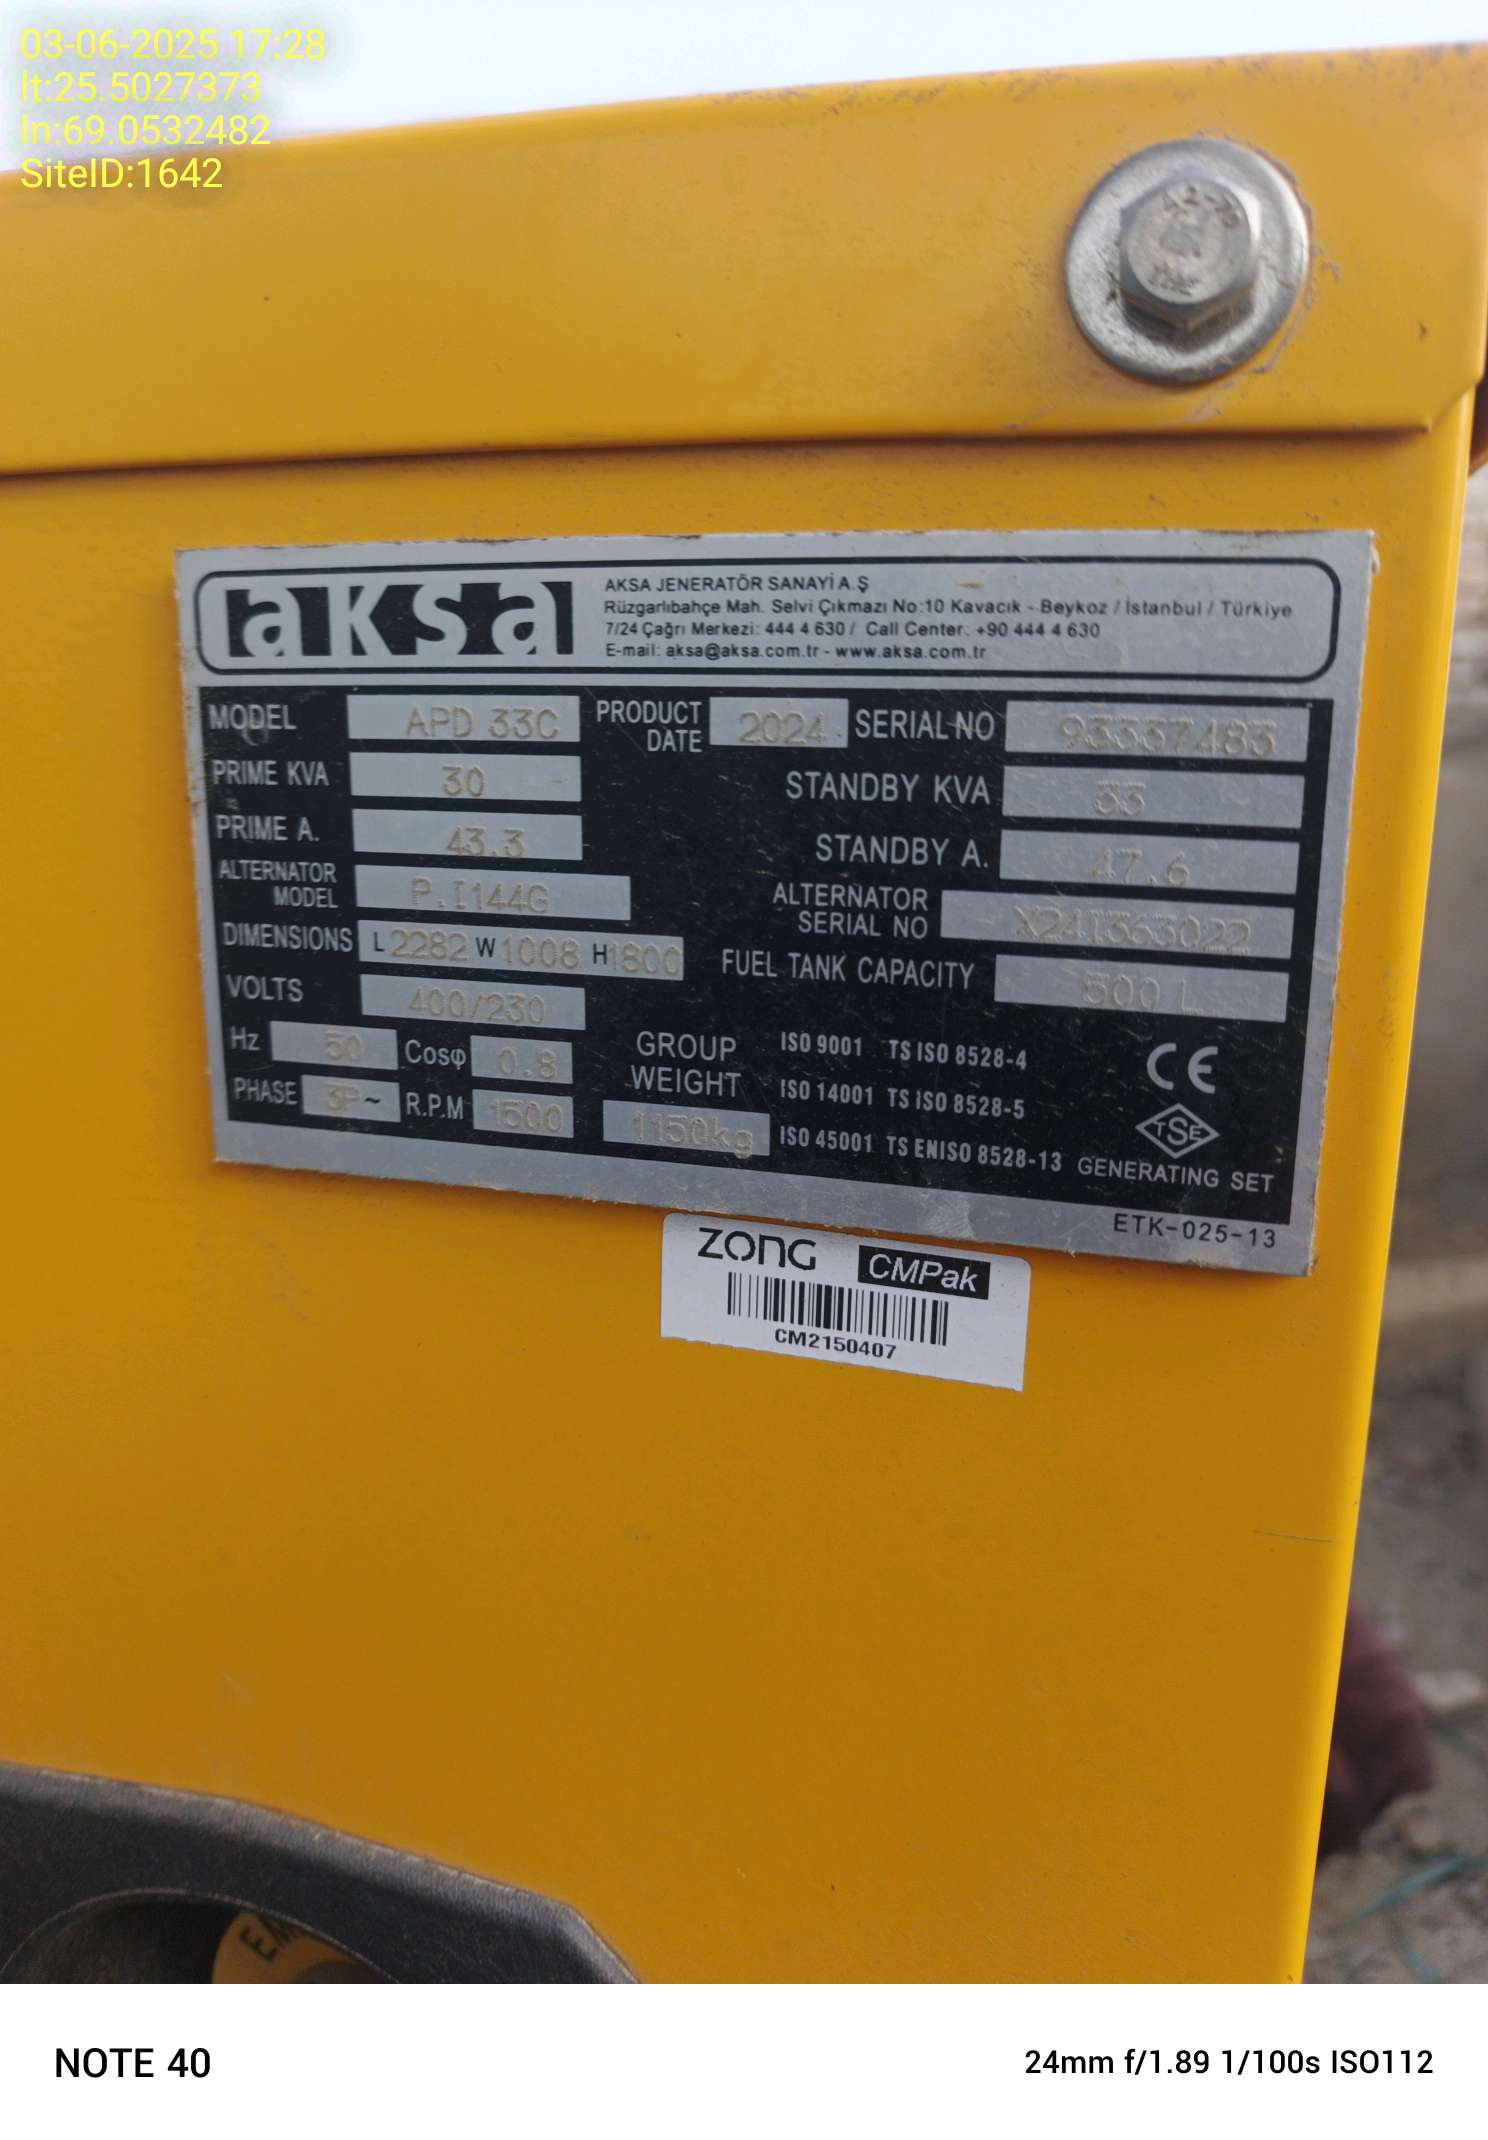 03-06-2025 17:28
lt:25.5027373
ln:69.0532482
SiteID:1642
aksa
AKSA JENERATÖR SANAYİ A.Ş
Rüzgarlıbahçe Mah. Selvi Çıkmazı No:10 Kavacık - Beykoz / İstanbul / Türkiye
7/24 Çağrı Merkezi: 444 4 630 / Call Center: +90 444 4 630
E-mail: aksa@aksa.com.tr - www.aksa.com.tr
MODEL APD 33C PRODUCT DATE 2024 SERIAL NO 93337483
PRIME KVA 30 STANDBY KVA 33
PRIME A. 43.3 STANDBY A. 47.6
ALTERNATOR MODEL P.I144G ALTERNATOR SERIAL NO X24I363022
DIMENSIONS L 2282 W 1008 H 1800 FUEL TANK CAPACITY 500 L
VOLTS 400/230
Hz 50 Cosφ 0.8
PHASE 3P~ R.P.M 1500
GROUP WEIGHT 1150kg
ISO 9001 TS ISO 8528-4
ISO 14001 TS ISO 8528-5
ISO 45001 TS EN ISO 8528-13
CE
TSE
GENERATING SET
ETK-025-13
ZONG CMPak
CM2150407
NOTE 40
24mm f/1.89 1/100s ISO112